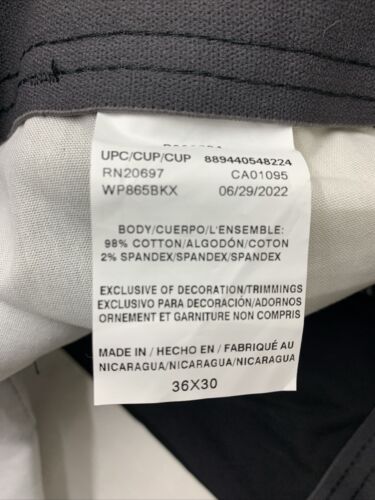 UPC/CUP/CUP 889440548224
RN20697 CA01095
WP865BKX 06/29/2022
BODY/CUERPO/L'ENSEMBLE:
98% COTTON/ALGODÓN/COTON
2% SPANDEX/SPANDEX/SPANDEX
EXCLUSIVE OF DECORATION/TRIMMINGS
EXCLUSIVO PARA DECORACIÓN/ADORNOS
ORNEMENT ET GARNITURE NON COMPRIS
MADE IN / HECHO EN / FABRIQUÉ AU
NICARAGUA/NICARAGUA/NICARAGUA
36X30